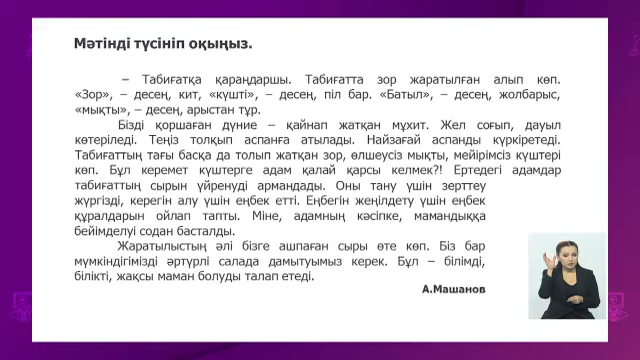 Мәтінді түсініп оқыңыз.
– Табиғатқа қараңдаршы. Табиғатта зор жаратылған алып көп.
«Зор», – десең, кит, «күшті», – десең, піл бар. «Батыл», – десең, жолбарыс,
«мықты», – десең, арыстан тұр.
Бізді қоршаған дүние – қайнап жатқан мұхит. Жел соғып, дауыл
көтеріледі. Теңіз толқып аспанға атылады. Найзағай аспанды күркіретеді.
Табиғаттың тағы басқа да толып жатқан зор, өлшеусіз мықты, мейірімсіз күштері
көп. Бұл керемет күштерге адам қалай қарсы келмек?! Ертедегі адамдар
табиғаттың сырын үйренуді армандады. Оны тану үшін зерттеу
жүргізді, керегін алу үшін еңбек етті. Еңбегін жеңілдету үшін еңбек
құралдарын ойлап тапты. Міне, адамның кәсіпке, мамандыққа
бейімделуі содан басталды.
Жаратылыстың әлі бізге ашпаған сыры өте көп. Біз бар
мүмкіндігімізді әртүрлі салада дамытуымыз керек. Бұл – білімді,
білікті, жақсы маман болуды талап етеді.
А.Машанов